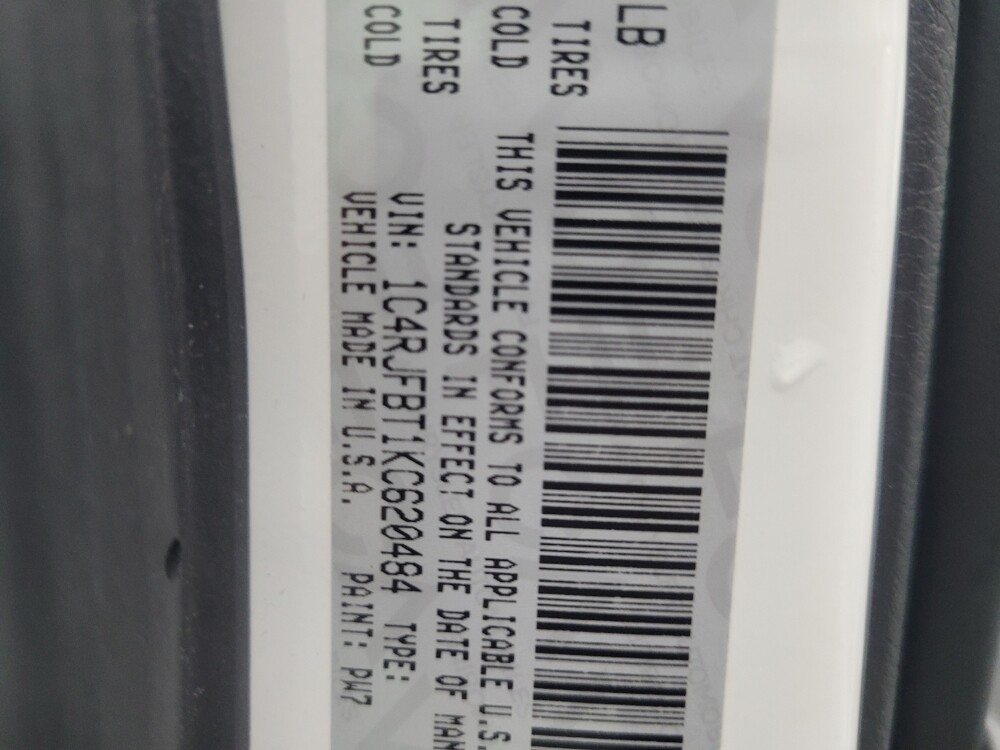 LB
TIRES COLD
TIRES COLD
THIS VEHICLE CONFORMS TO ALL APPLICABLE U.S.
STANDARDS IN EFFECT ON THE DATE OF MAN
VIN: 1C4RJFBT1KC620484 TYPE:
VEHICLE MADE IN U.S.A. PAINT: PW7